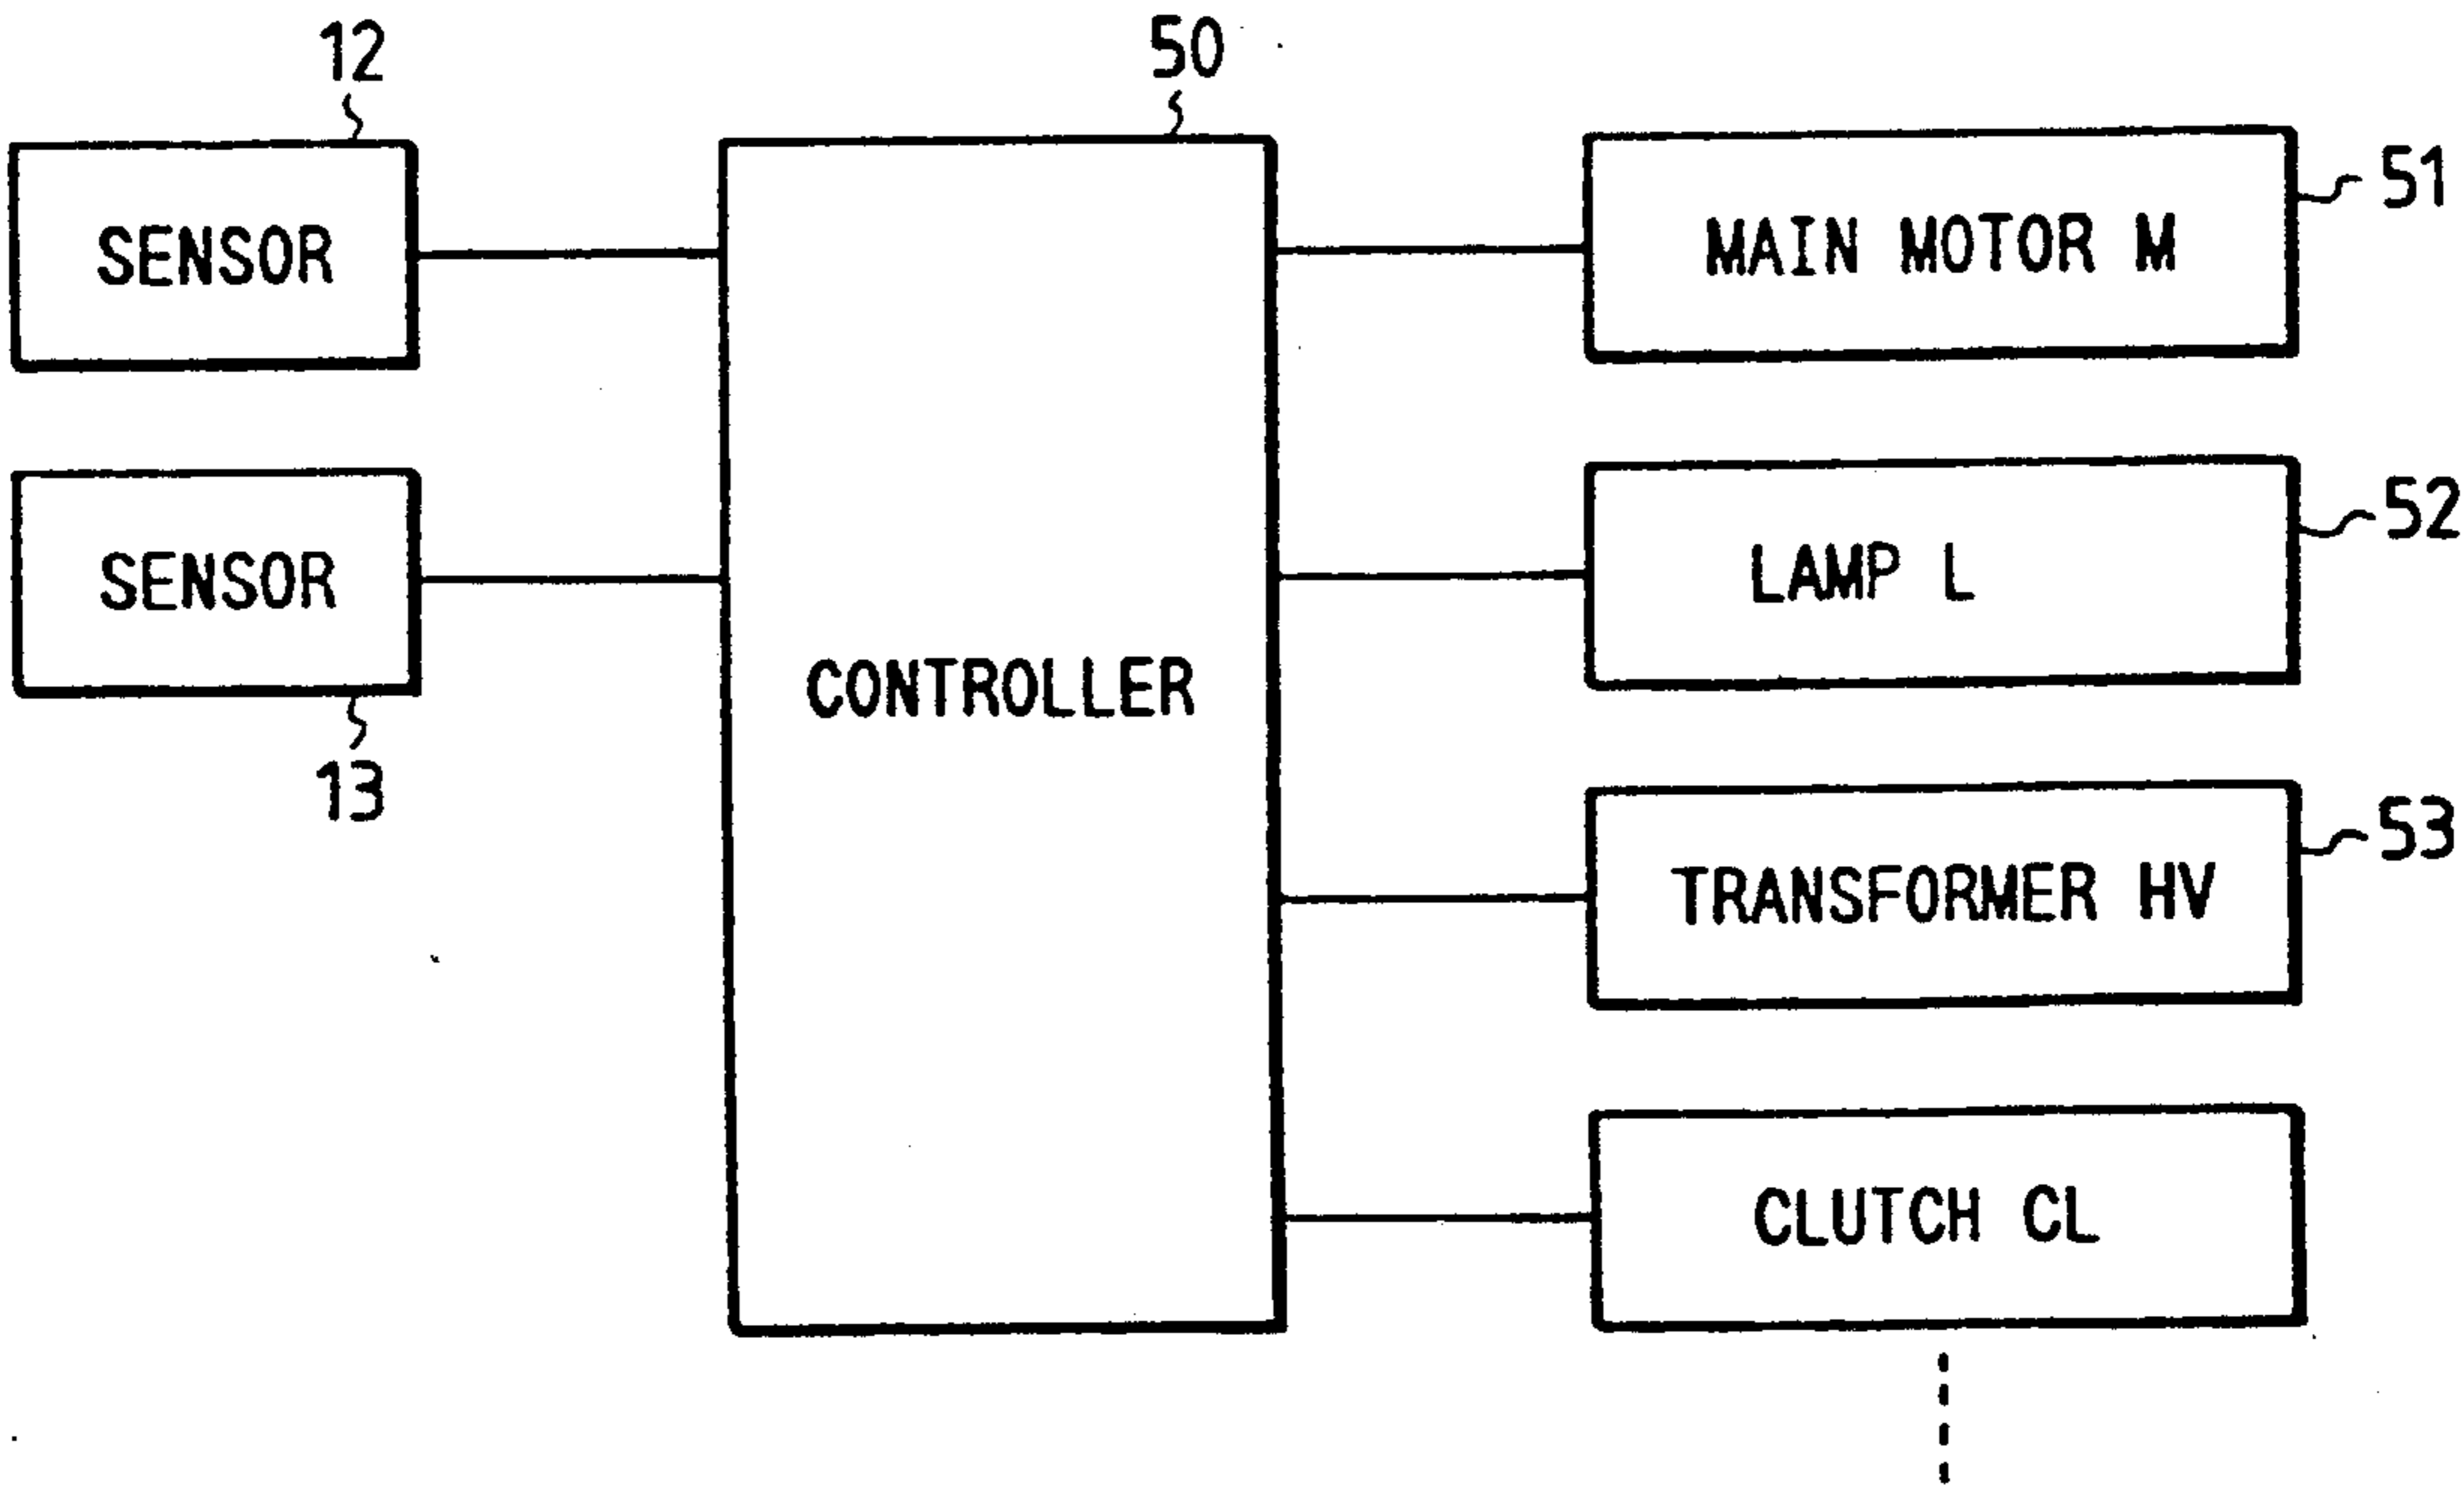 12
50
SENSOR
MAIN MOTOR M
51
SENSOR
LAMP L
52
CONTROLLER
13
TRANSFORMER HV
53
CLUTCH CL